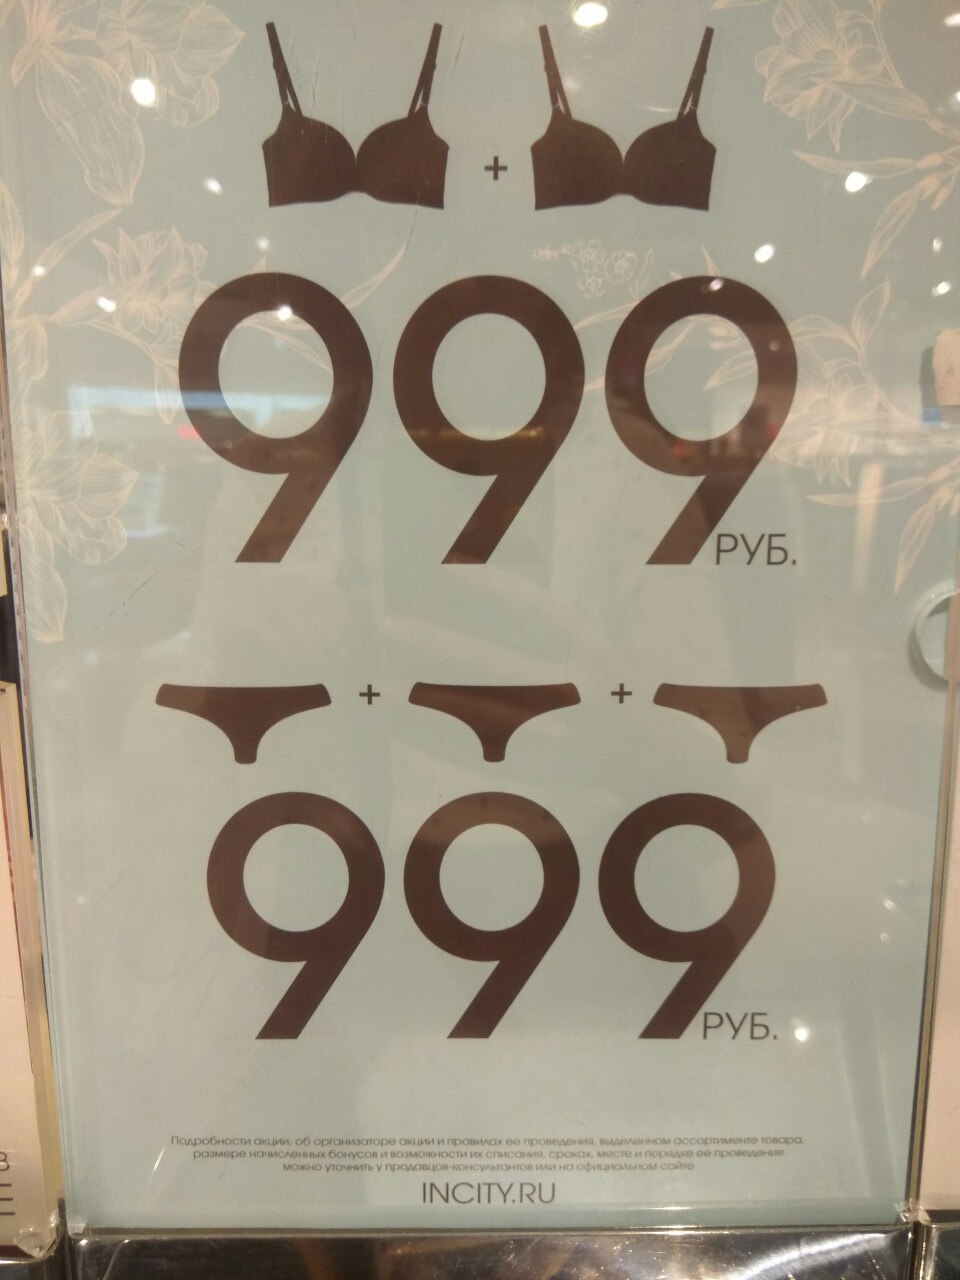 +
999 РУБ.
+ +
999 РУБ.
Подробности акции, об организаторе акции и правилах ее проведения, выделенном ассортименте товара,
размере начисленных бонусов и возможности их списания, сроках, месте и порядке ее проведения
можно уточнить у продавцов-консультантов или на официальном сайте
INCITY.RU